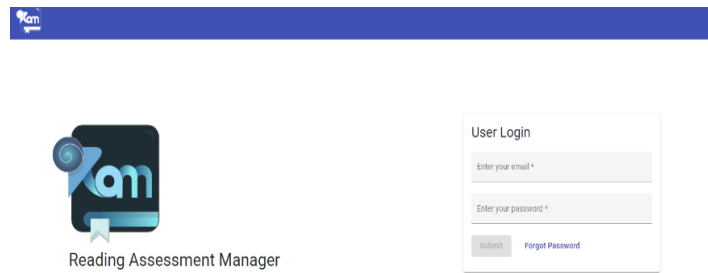 Ram
Ram
Reading Assessment Manager
User Login
Enter your email *
Enter your password *
Submit
Forgot Password